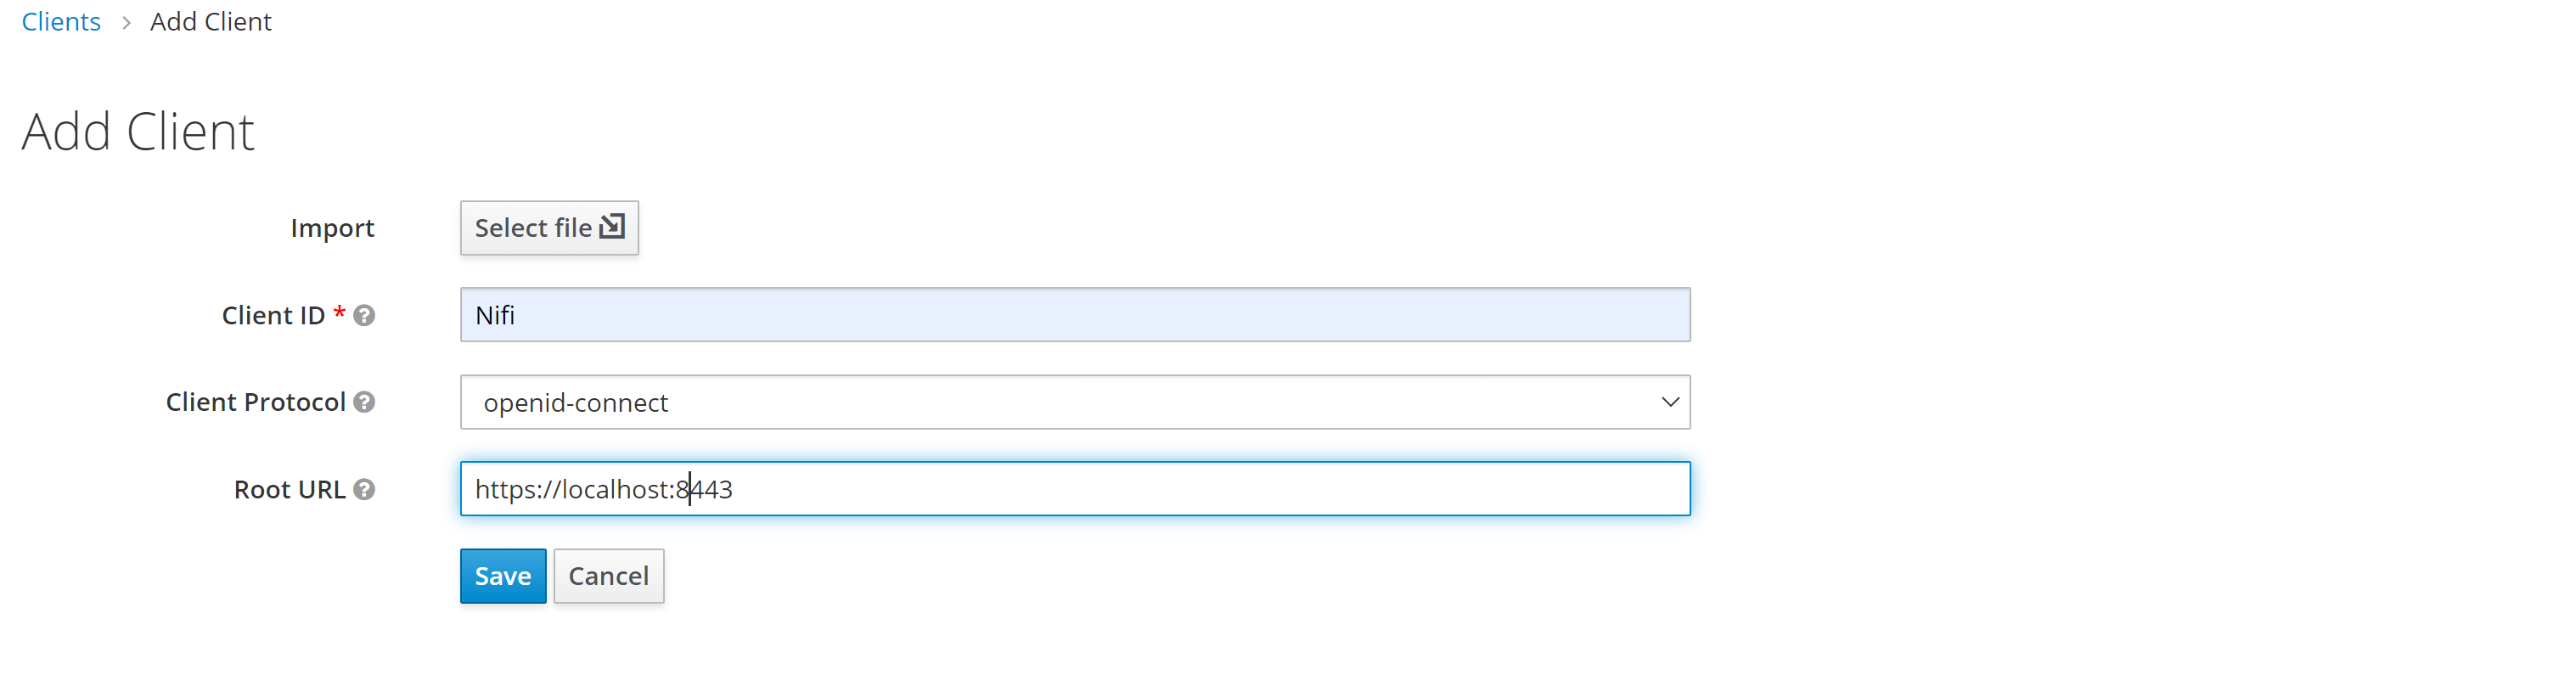 Clients > Add Client
Add Client
Import Select file
Client ID * Nifi
Client Protocol openid-connect
Root URL https://localhost:8443
Save Cancel